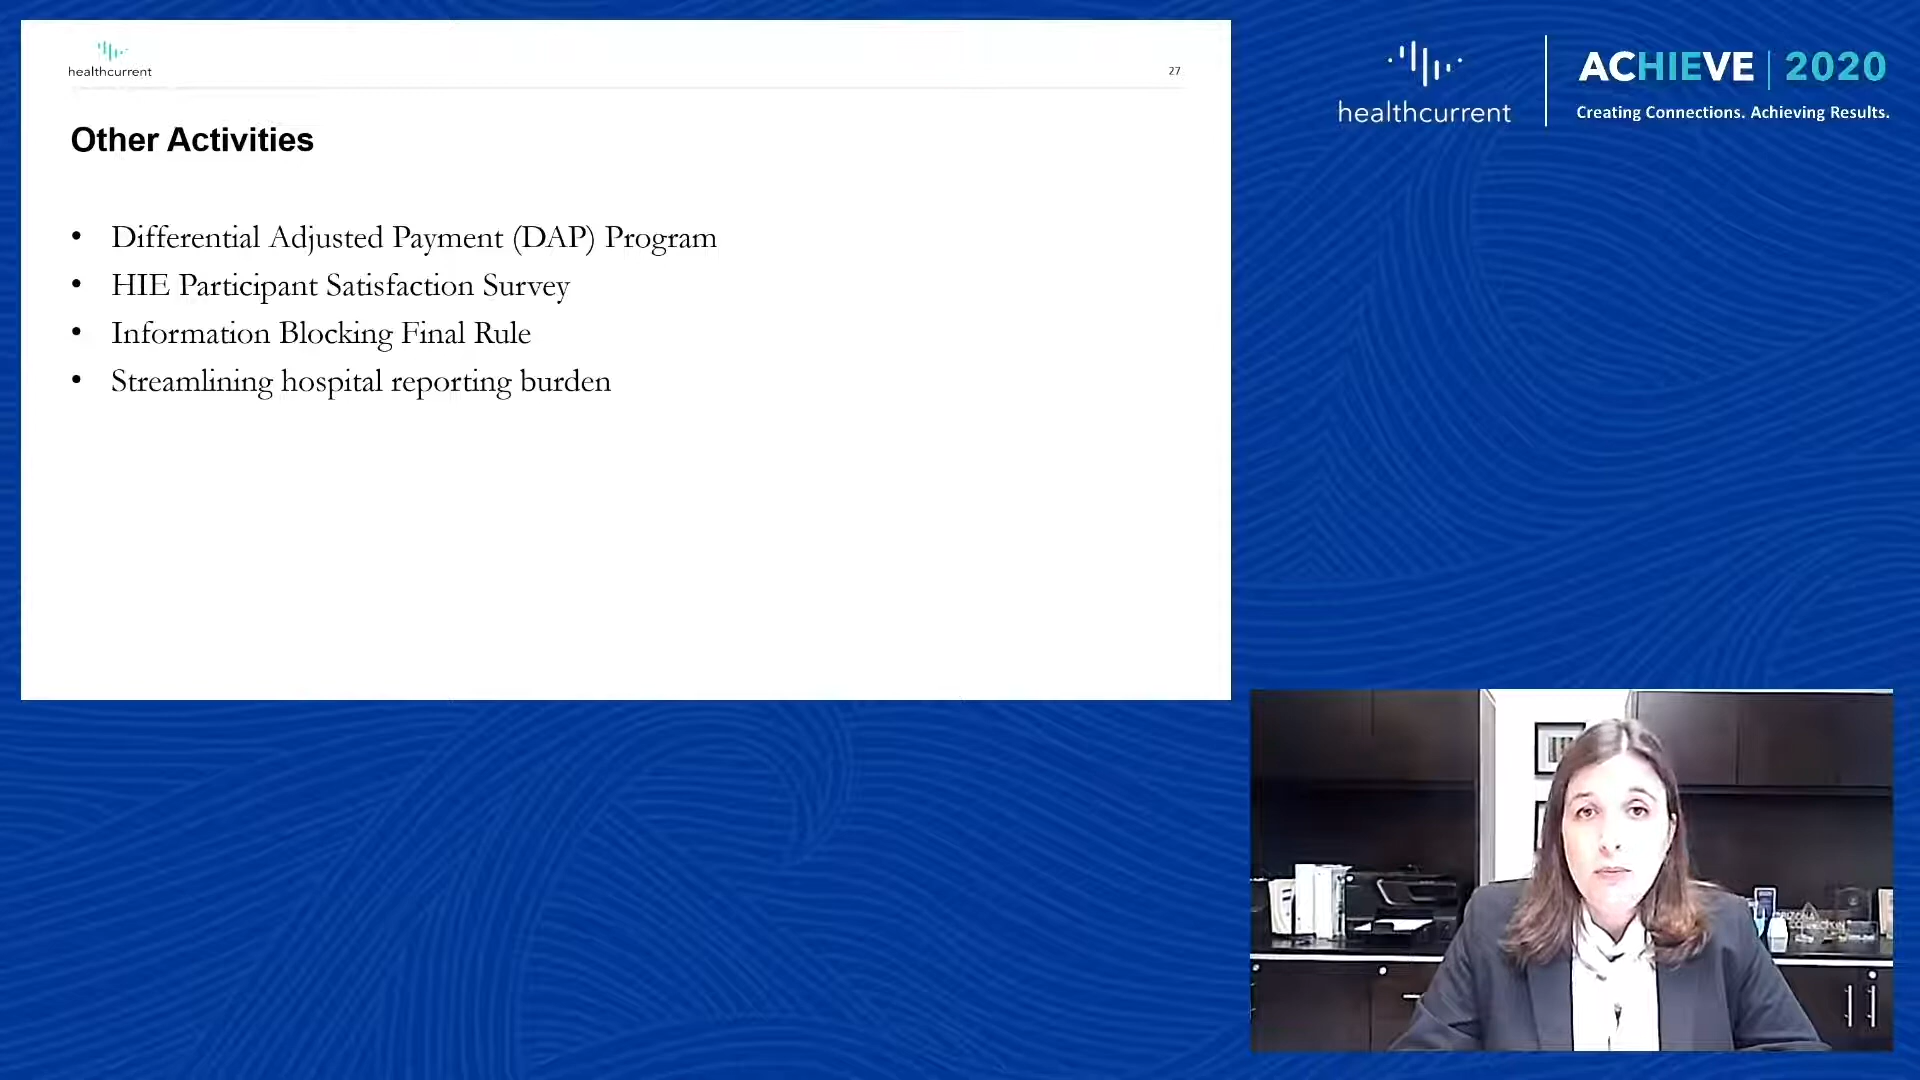 healthcurrent
27
Other Activities
• Differential Adjusted Payment (DAP) Program
• HIE Participant Satisfaction Survey
• Information Blocking Final Rule
• Streamlining hospital reporting burden
healthcurrent
ACHIEVE | 2020
Creating Connections. Achieving Results.